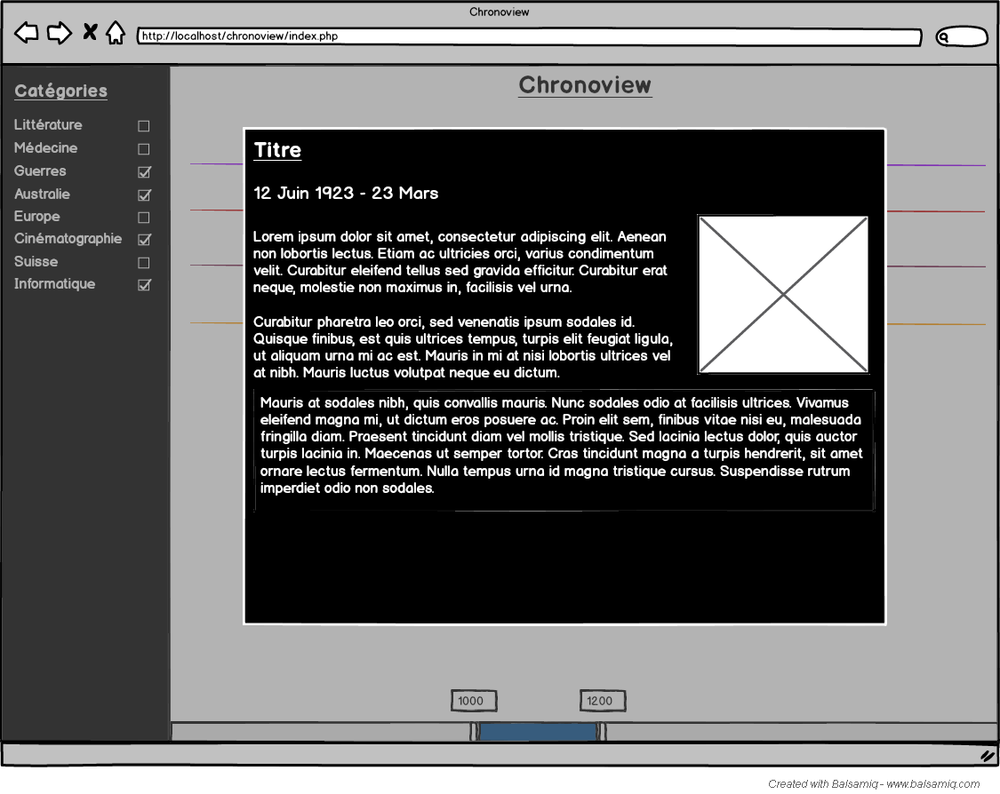 Chronoview
http://localhost/chronoview/index.php
Catégories
Littérature
Médecine
Guerres
Australie
Europe
Cinématographie
Suisse
Informatique
Chronoview
Titre
12 Juin 1923 - 23 Mars
Lorem ipsum dolor sit amet, consectetur adipiscing elit. Aenean
non lobortis lectus. Etiam ac ultricies orci, varius condimentum
velit. Curabitur eleifend tellus sed gravida efficitur. Curabitur erat
neque, molestie non maximus in, facilisis vel urna.
Curabitur pharetra leo orci, sed venenatis ipsum sodales id.
Quisque finibus, est quis ultrices tempus, turpis elit feugiat ligula,
ut aliquam urna mi ac est. Mauris in mi at nisi lobortis ultrices vel
at nibh. Mauris luctus volutpat neque eu dictum.
Mauris at sodales nibh, quis convallis mauris. Nunc sodales odio at facilisis ultrices. Vivamus
eleifend magna mi, ut dictum eros posuere ac. Proin elit sem, finibus vitae nisi eu, malesuada
fringilla diam. Praesent tincidunt diam vel mollis tristique. Sed lacinia lectus dolor, quis auctor
turpis lacinia in. Maecenas ut semper tortor. Cras tincidunt magna a turpis hendrerit, sit amet
ornare lectus fermentum. Nulla tempus urna id magna tristique cursus. Suspendisse rutrum
imperdiet odio non sodales.
1000
1200
Created with Balsamiq - www.balsamiq.com